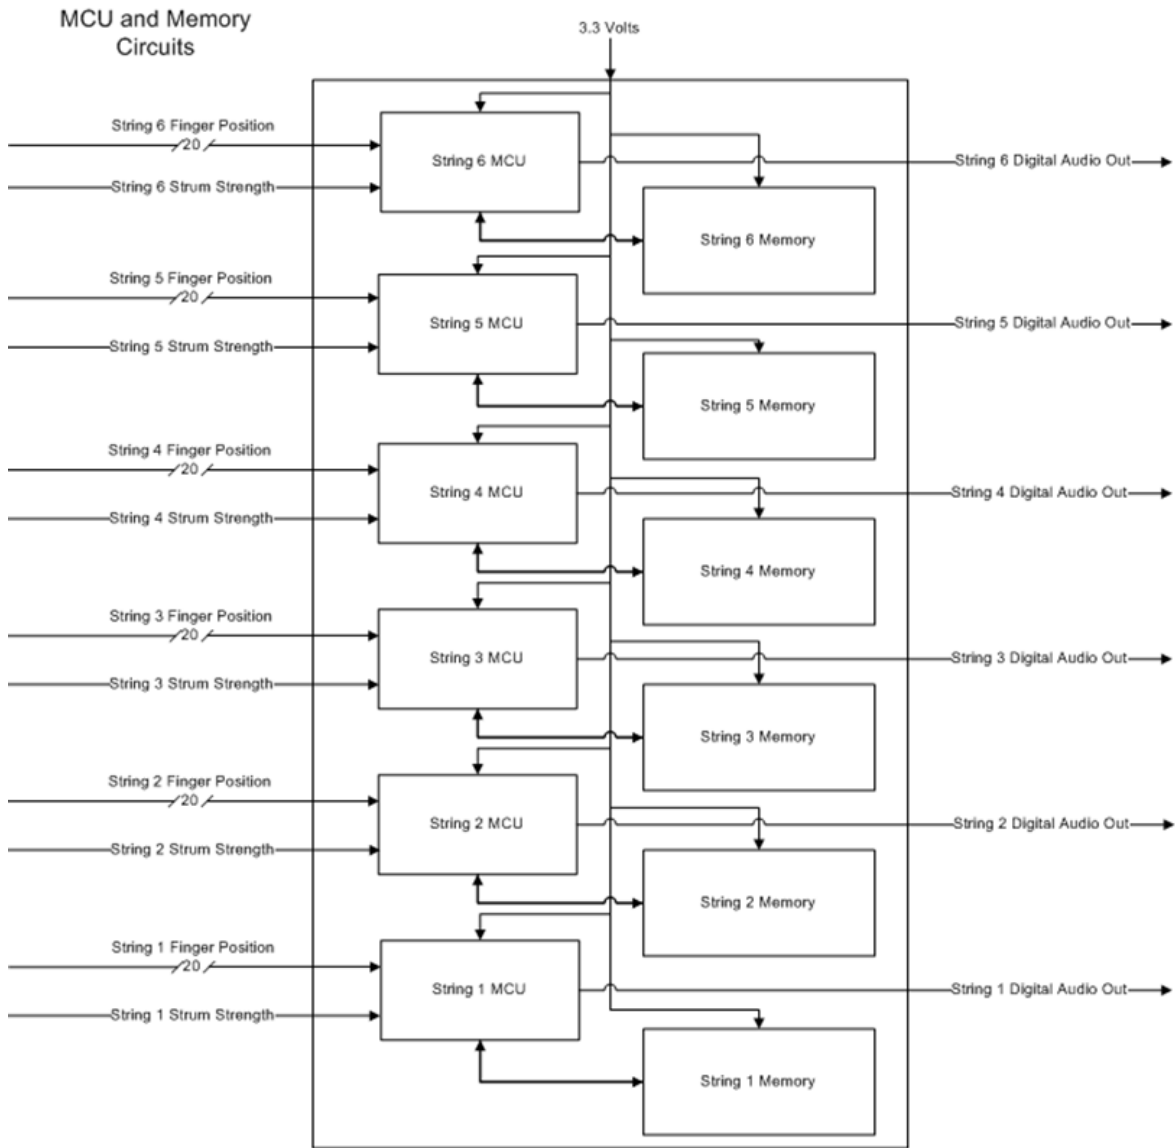 MCU and Memory
Circuits
3.3 Volts
String 6 Finger Position
20
String 6 MCU
String 6 Digital Audio Out
String 6 Strum Strength
String 6 Memory
String 5 Finger Position
20
String 5 MCU
String 5 Digital Audio Out
String 5 Strum Strength
String 5 Memory
String 4 Finger Position
20
String 4 MCU
String 4 Digital Audio Out
String 4 Strum Strength
String 4 Memory
String 3 Finger Position
20
String 3 MCU
String 3 Digital Audio Out
String 3 Strum Strength
String 3 Memory
String 2 Finger Position
20
String 2 MCU
String 2 Digital Audio Out
String 2 Strum Strength
String 2 Memory
String 1 Finger Position
20
String 1 MCU
String 1 Digital Audio Out
String 1 Strum Strength
String 1 Memory